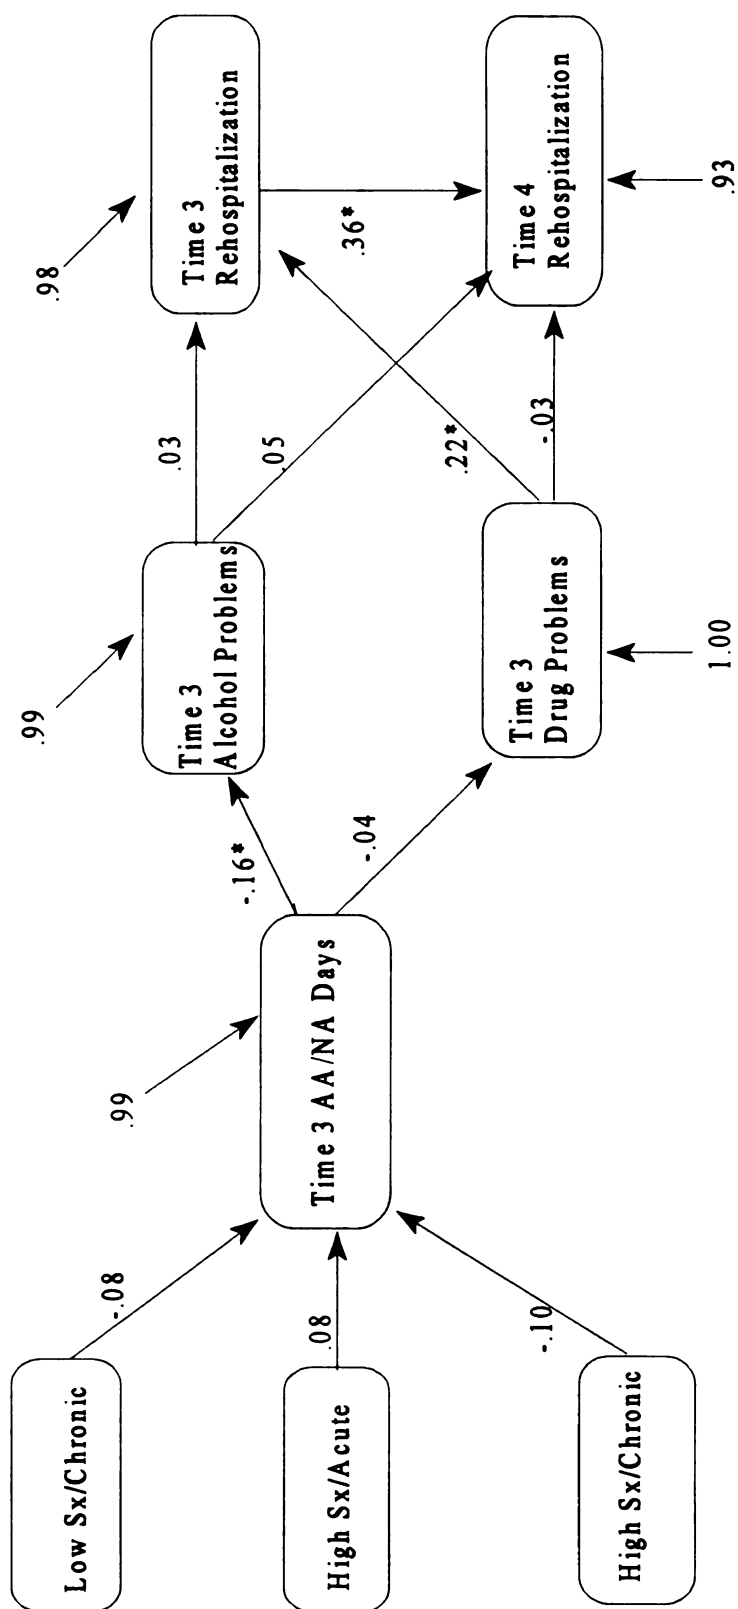 Low Sx/Chronic
High Sx/Acute
High Sx/Chronic
-.08
.08
-.10
.99
Time 3 AA/NA Days
-.16*
-.04
.99
Time 3
Alcohol Problems
Time 3
Drug Problems
1.00
.03
.05
.22*
-.03
.98
Time 3
Rehospitalization
.36*
Time 4
Rehospitalization
.93